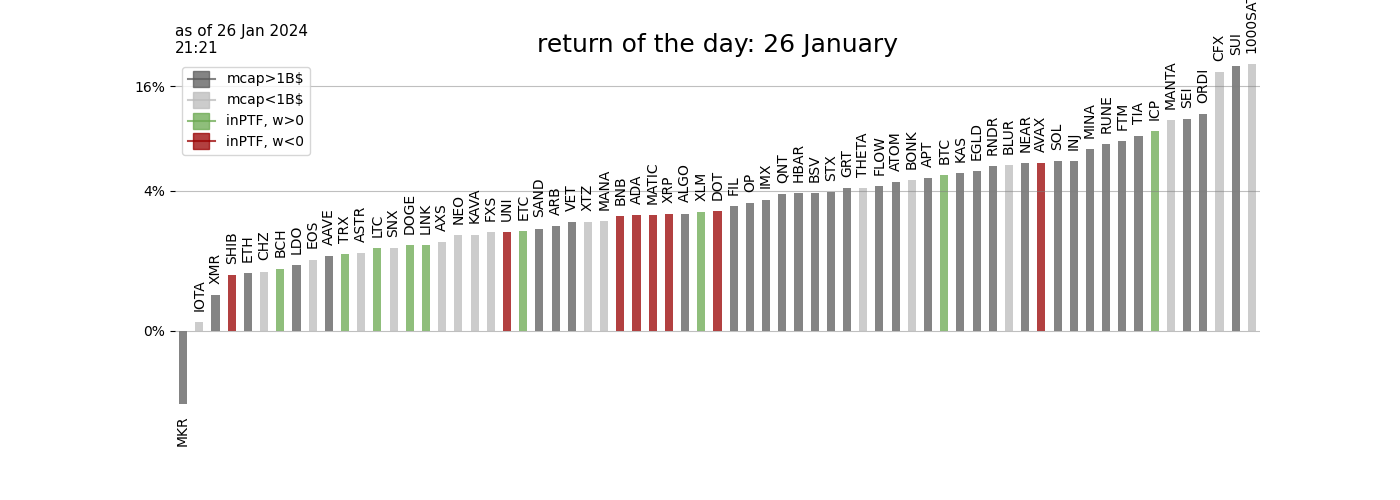 as of 26 Jan 2024
21:21
return of the day: 26 January
mcap>1B$
mcap<1B$
inPTF, w>0
inPTF, w<0
16%
4%
0%
MKR
IOTA
XMR
SHIB
ETH
CHZ
BCH
LDO
EOS
AAVE
TRX
ASTR
LTC
SNX
DOGE
LINK
AXS
NEO
KAVA
FXS
UNI
ETC
SAND
ARB
VET
XTZ
MANA
BNB
ADA
MATIC
XRP
ALGO
XLM
DOT
FIL
OP
IMX
QNT
HBAR
BSV
STX
GRT
THETA
FLOW
ATOM
BONK
APT
BTC
KAS
EGLD
RNDR
BLUR
NEAR
AVAX
SOL
INJ
MINA
RUNE
FTM
TIA
ICP
MANTA
SEI
ORDI
CFX
SUI